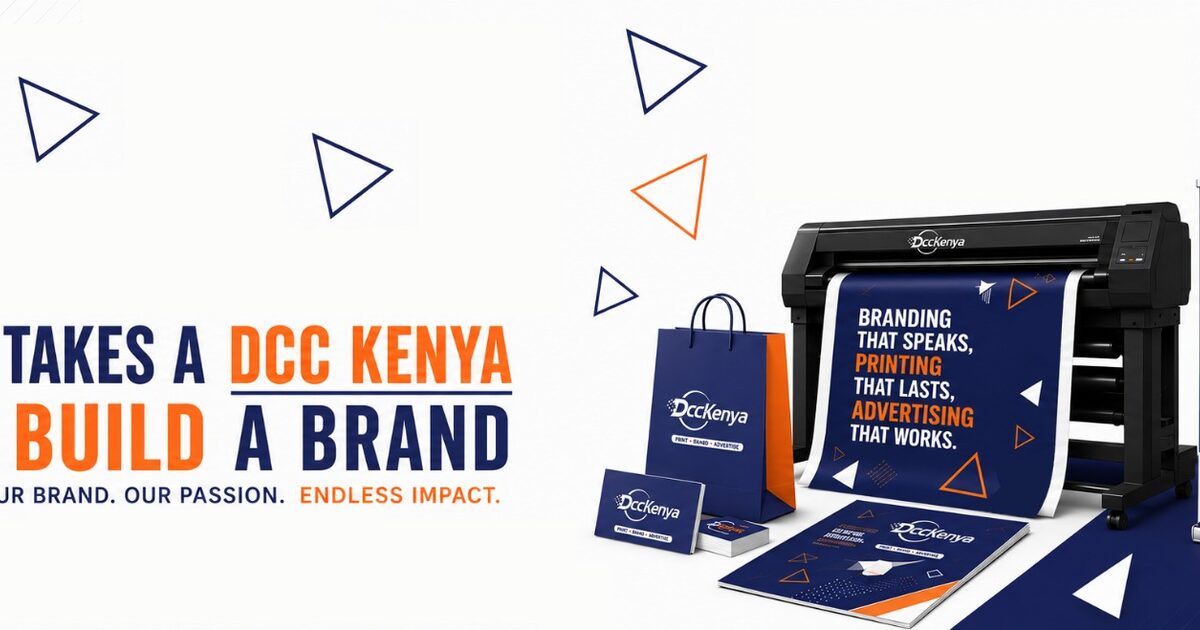 TAKES A DCC KENYA
BUILD A BRAND
UR BRAND. OUR PASSION. ENDLESS IMPACT.
DccKenya
BRANDING
THAT SPEAKS,
PRINTING
THAT LASTS,
ADVERTISING
THAT WORKS.
DccKenya
PRINT • BRAND • ADVERTISE
DccKenya
PRINT • BRAND • ADVERTISE
DccKenya
DccKenya
PRINT • BRAND • ADVERTISE